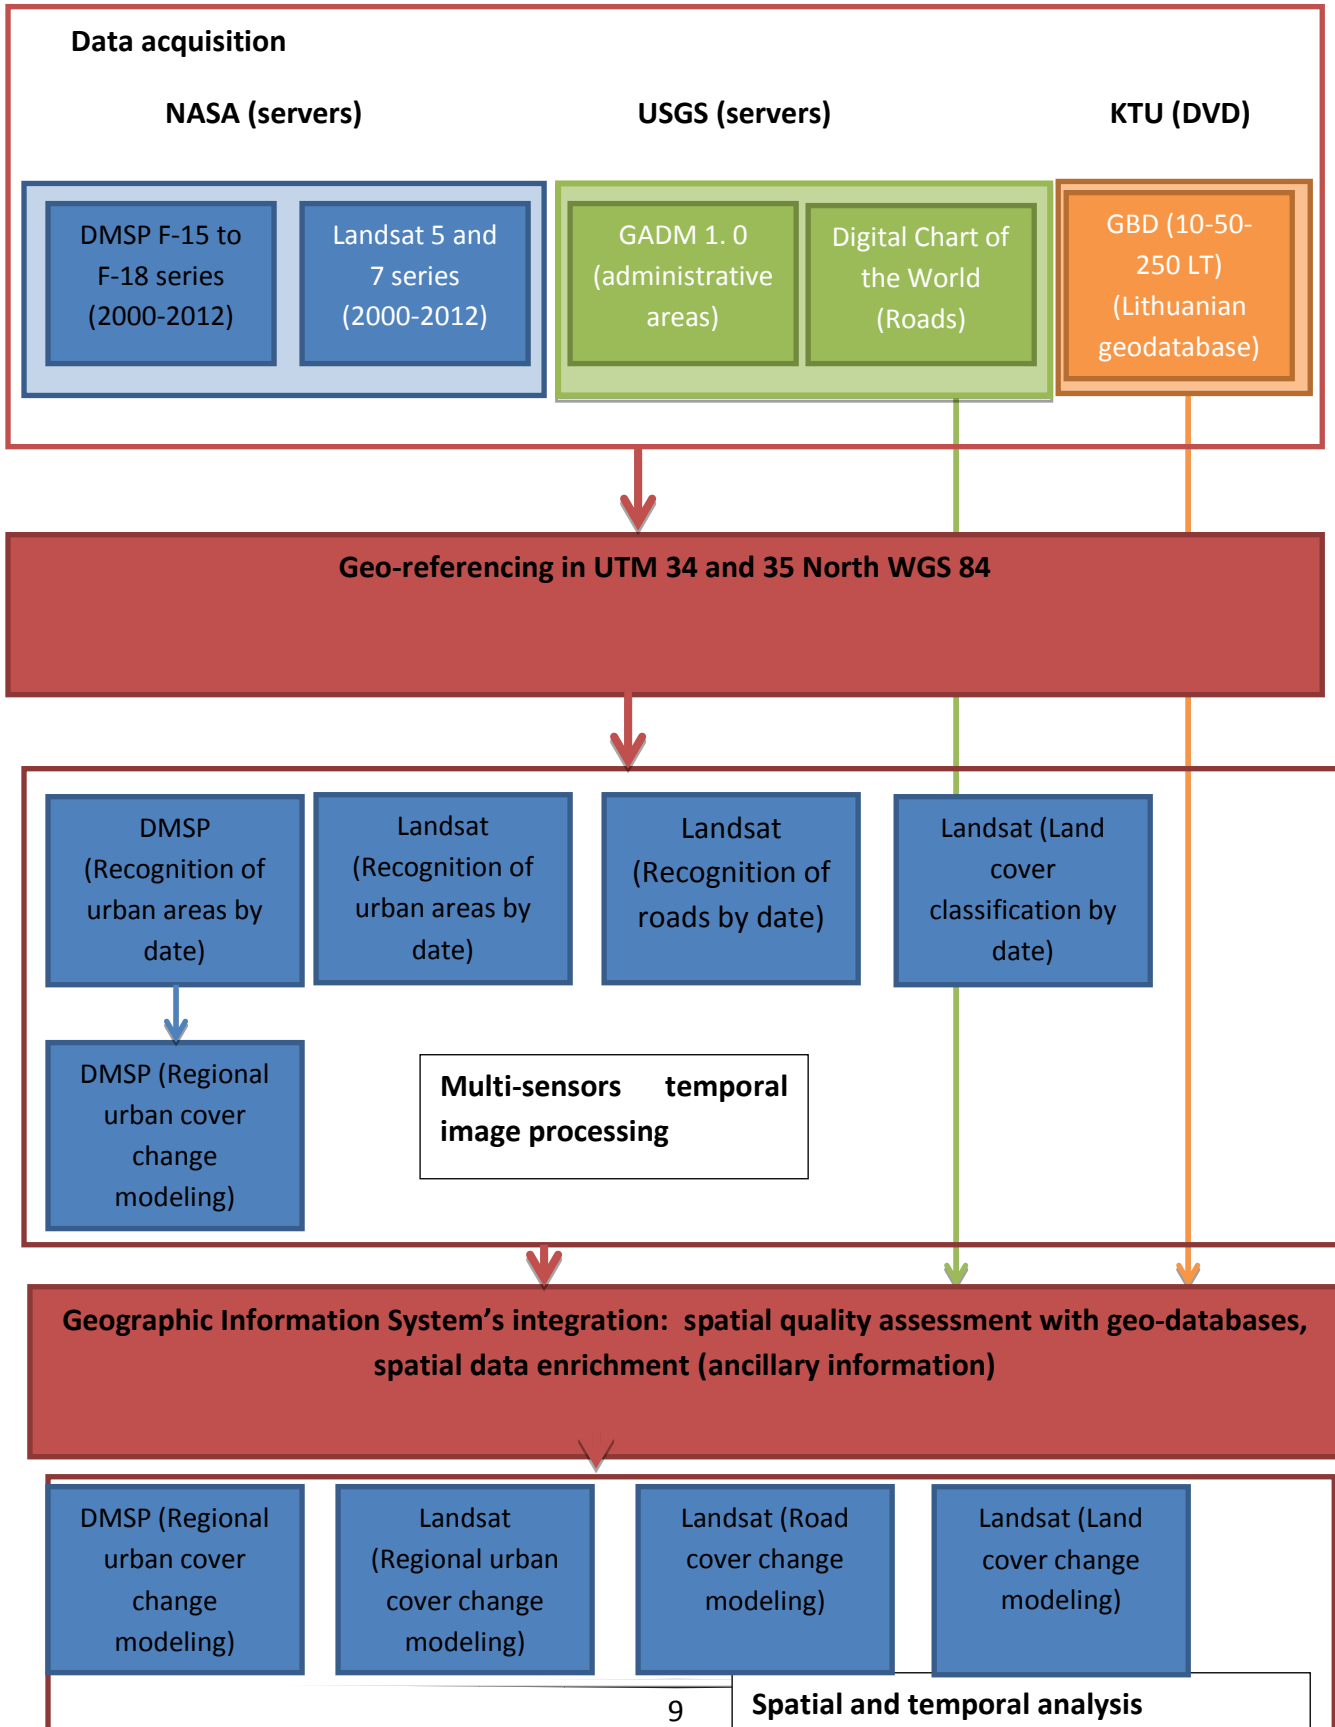 Data acquisition
NASA (servers)
USGS (servers)
KTU (DVD)
DMSP F-15 to
F-18 series
(2000-2012)
Landsat 5 and
7 series
(2000-2012)
GADM 1. 0
(administrative
areas)
Digital Chart of
the World
(Roads)
GBD (10-50-
250 LT)
(Lithuanian
geodatabase)
Geo-referencing in UTM 34 and 35 North WGS 84
DMSP
(Recognition of
urban areas by
date)
Landsat
(Recognition of
urban areas by
date)
Landsat
(Recognition of
roads by date)
Landsat (Land
cover
classification by
date)
DMSP (Regional
urban cover
change
modeling)
Multi-sensors temporal
image processing
Geographic Information System’s integration: spatial quality assessment with geo-databases,
spatial data enrichment (ancillary information)
DMSP (Regional
urban cover
change
modeling)
Landsat
(Regional urban
cover change
modeling)
Landsat (Road
cover change
modeling)
Landsat (Land
cover change
modeling)
9
Spatial and temporal analysis